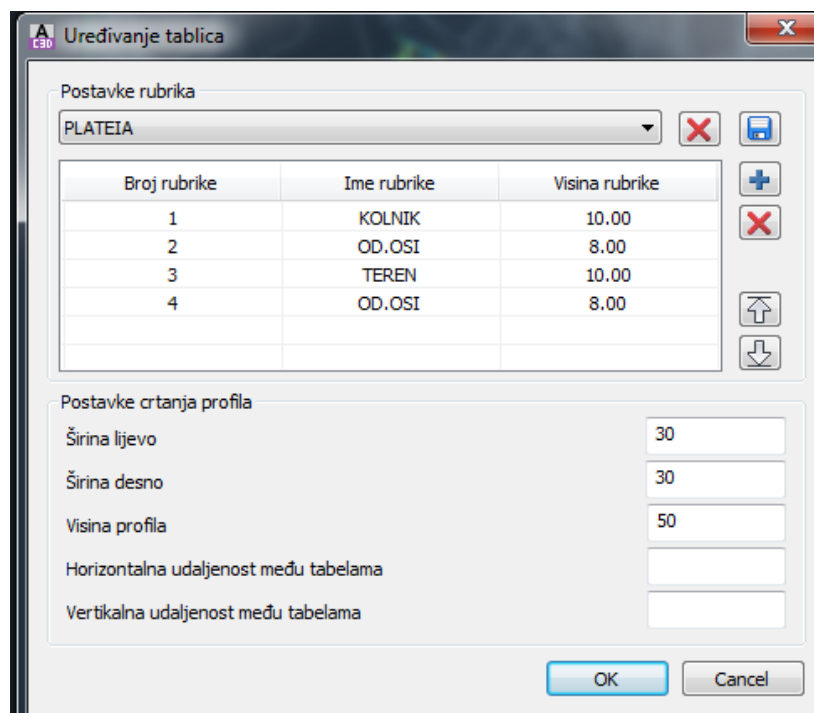 A
C3D
Uređivanje tablica
Postavke rubrika
PLATEIA
Broj rubrike Ime rubrike Visina rubrike
1 KOLNIK 10.00
2 OD.OSI 8.00
3 TEREN 10.00
4 OD.OSI 8.00
Postavke crtanja profila
Širina lijevo 30
Širina desno 30
Visina profila 50
Horizontalna udaljenost među tabelama
Vertikalna udaljenost među tabelama
OK Cancel